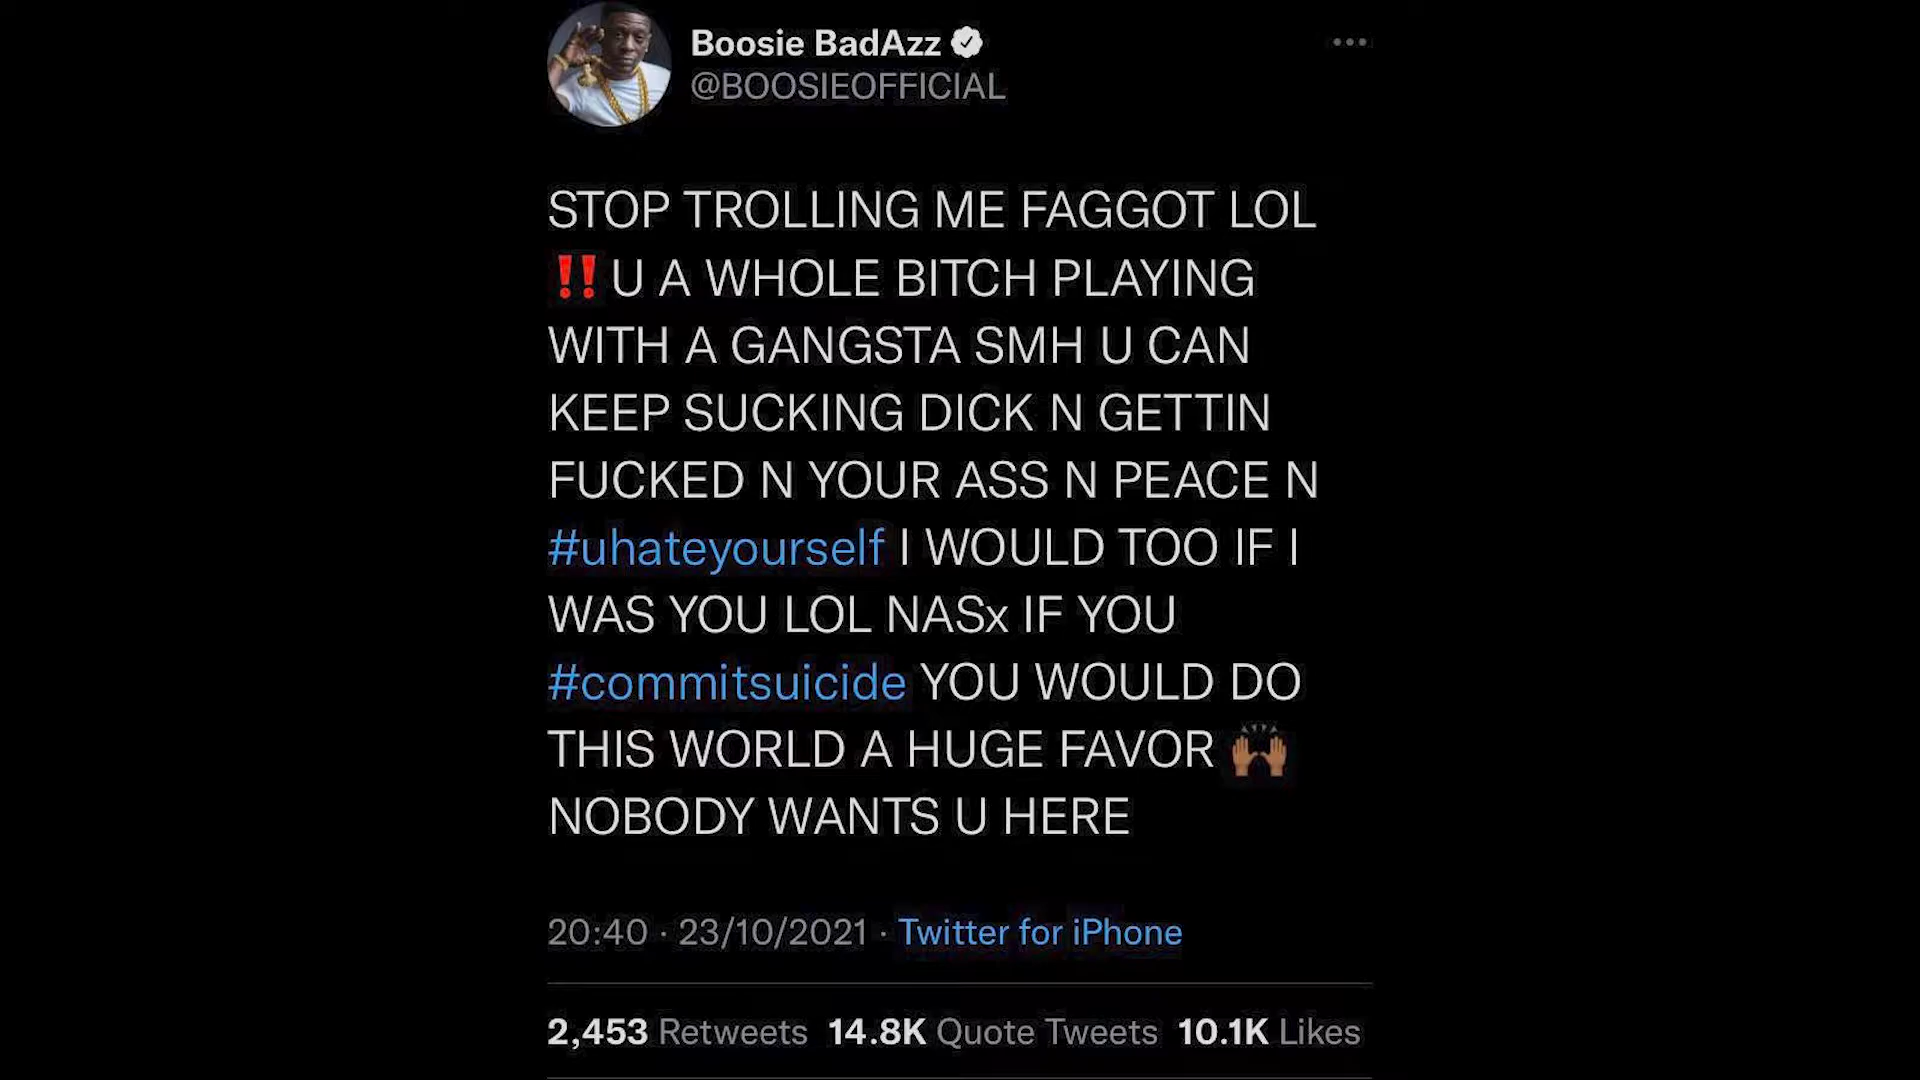 Boosie BadAzz
@BOOSIEOFFICIAL
STOP TROLLING ME FAGGOT LOL
‼️U A WHOLE BITCH PLAYING
WITH A GANGSTA SMH U CAN
KEEP SUCKING DICK N GETTIN
FUCKED N YOUR ASS N PEACE N
#uhateyourself I WOULD TOO IF I
WAS YOU LOL NASx IF YOU
#commitsuicide YOU WOULD DO
THIS WORLD A HUGE FAVOR 🙌🏾
NOBODY WANTS U HERE
20:40 · 23/10/2021 · Twitter for iPhone
2,453 Retweets 14.8K Quote Tweets 10.1K Likes